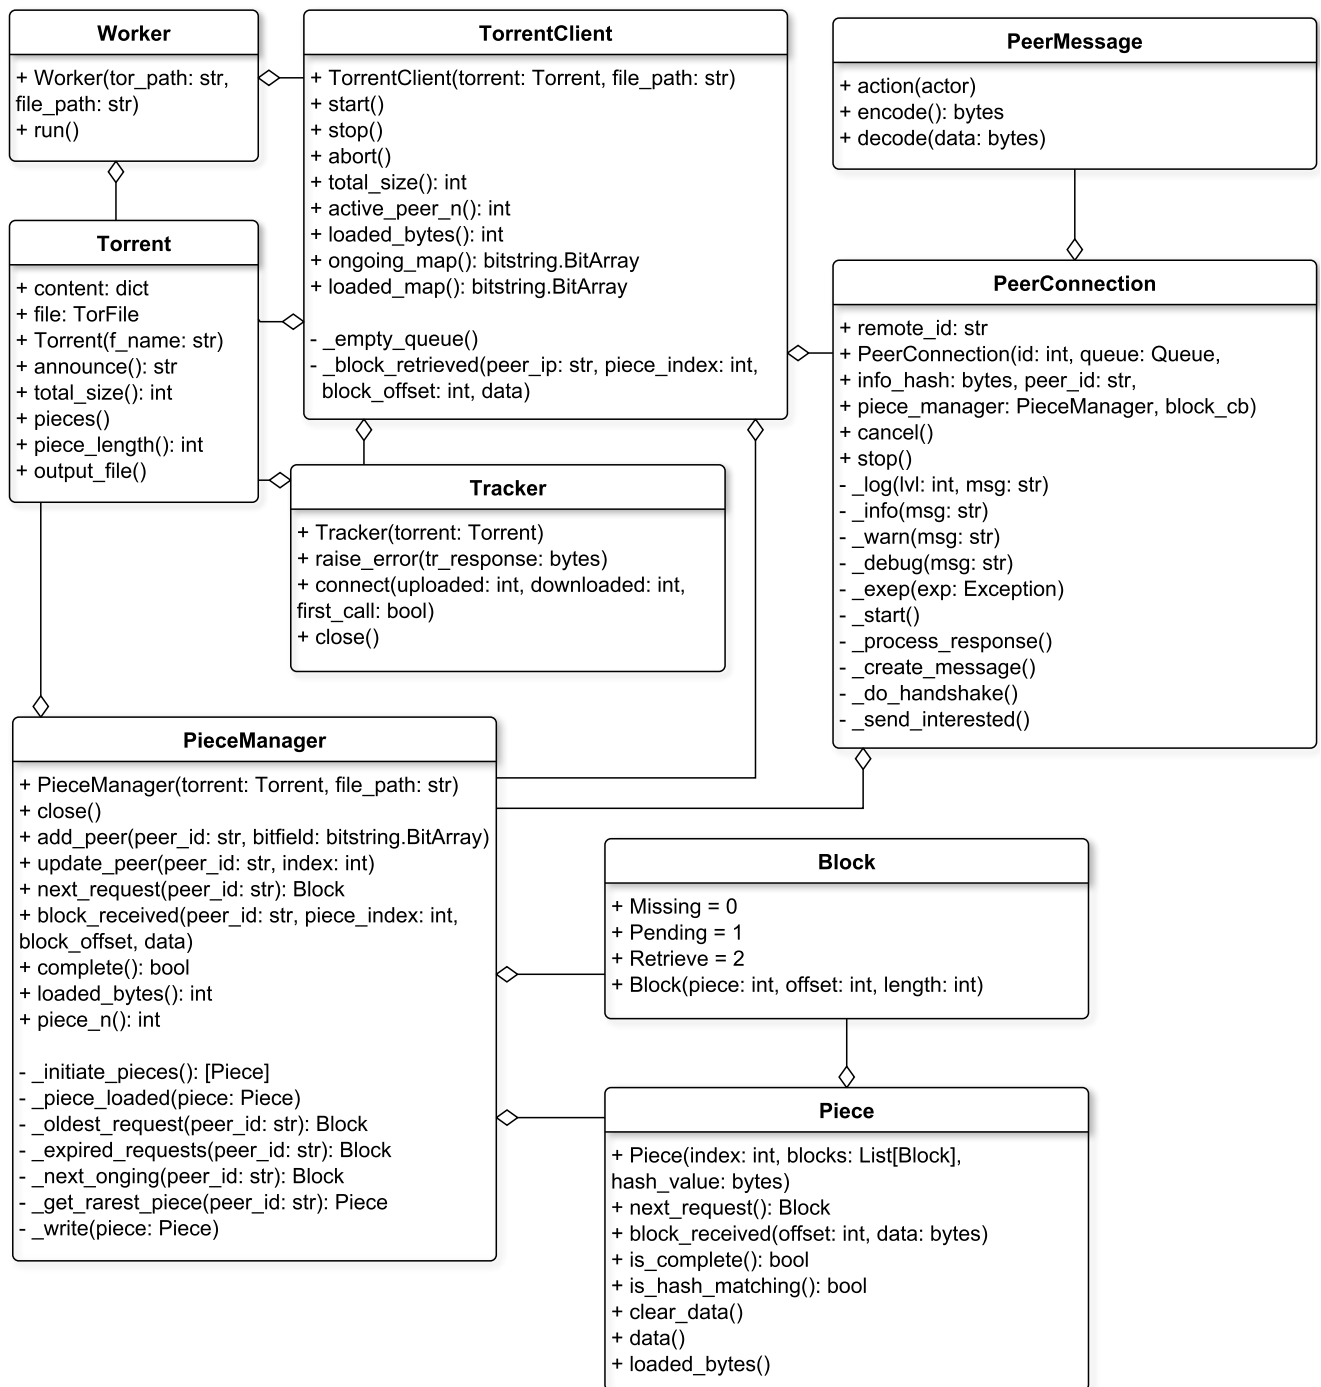 Worker
+ Worker(tor_path: str,
file_path: str)
+ run()
TorrentClient
+ TorrentClient(torrent: Torrent, file_path: str)
+ start()
+ stop()
+ abort()
+ total_size(): int
+ active_peer_n(): int
+ loaded_bytes(): int
+ ongoing_map(): bitstring.BitArray
+ loaded_map(): bitstring.BitArray
- _empty_queue()
- _block_retrieved(peer_ip: str, piece_index: int,
block_offset: int, data)
PeerMessage
+ action(actor)
+ encode(): bytes
+ decode(data: bytes)
Torrent
+ content: dict
+ file: TorFile
+ Torrent(f_name: str)
+ announce(): str
+ total_size(): int
+ pieces()
+ piece_length(): int
+ output_file()
PeerConnection
+ remote_id: str
+ PeerConnection(id: int, queue: Queue,
+ info_hash: bytes, peer_id: str,
+ piece_manager: PieceManager, block_cb)
+ cancel()
+ stop()
- _log(lvl: int, msg: str)
- _info(msg: str)
- _warn(msg: str)
- _debug(msg: str)
- _exep(exp: Exception)
- _start()
- _process_response()
- _create_message()
- _do_handshake()
- _send_interested()
Tracker
+ Tracker(torrent: Torrent)
+ raise_error(tr_response: bytes)
+ connect(uploaded: int, downloaded: int,
first_call: bool)
+ close()
PieceManager
+ PieceManager(torrent: Torrent, file_path: str)
+ close()
+ add_peer(peer_id: str, bitfield: bitstring.BitArray)
+ update_peer(peer_id: str, index: int)
+ next_request(peer_id: str): Block
+ block_received(peer_id: str, piece_index: int,
block_offset, data)
+ complete(): bool
+ loaded_bytes(): int
+ piece_n(): int
- _initiate_pieces(): [Piece]
- _piece_loaded(piece: Piece)
- _oldest_request(peer_id: str): Block
- _expired_requests(peer_id: str): Block
- _next_onging(peer_id: str): Block
- _get_rarest_piece(peer_id: str): Piece
- _write(piece: Piece)
Block
+ Missing = 0
+ Pending = 1
+ Retrieve = 2
+ Block(piece: int, offset: int, length: int)
Piece
+ Piece(index: int, blocks: List[Block],
hash_value: bytes)
+ next_request(): Block
+ block_received(offset: int, data: bytes)
+ is_complete(): bool
+ is_hash_matching(): bool
+ clear_data()
+ data()
+ loaded_bytes()